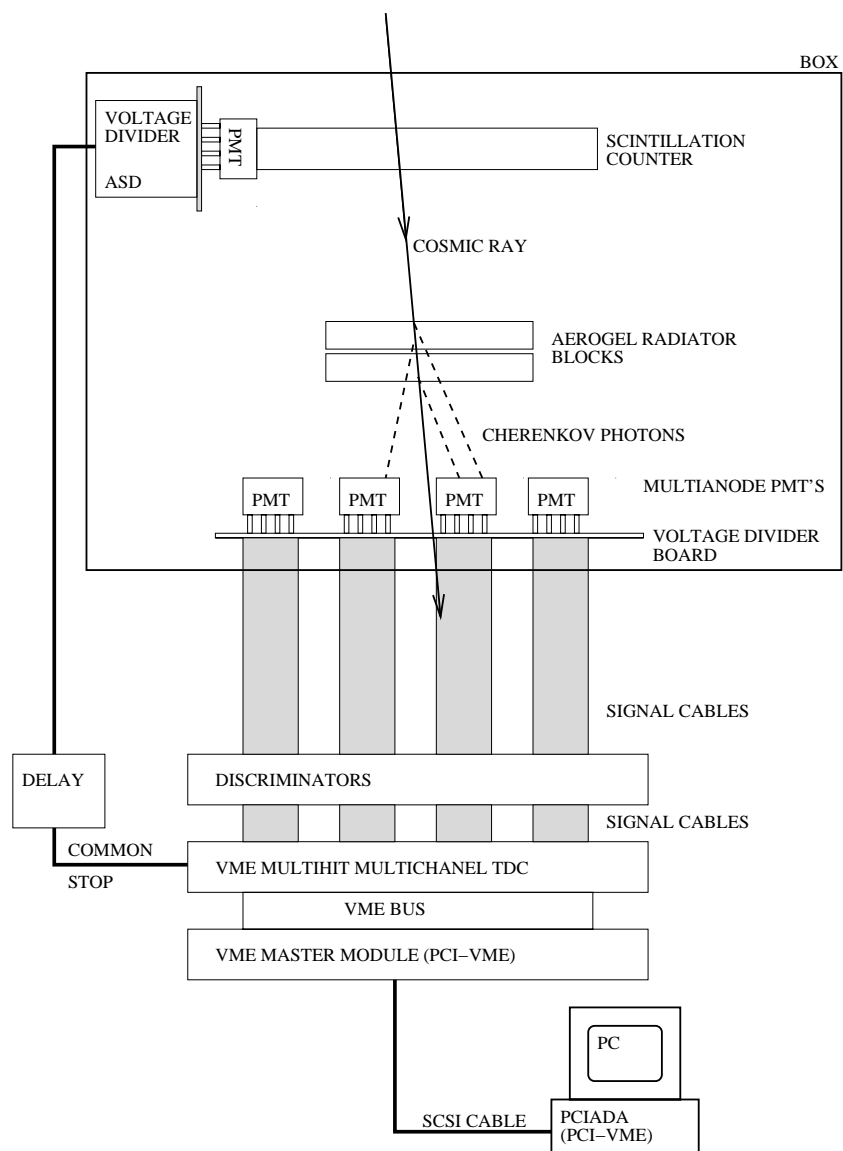 BOX
VOLTAGE
DIVIDER
ASD
PMT
SCINTILLATION
COUNTER
COSMIC RAY
AEROGEL RADIATOR
BLOCKS
CHERENKOV PHOTONS
PMT
PMT
PMT
PMT
MULTIANODE PMT'S
VOLTAGE DIVIDER
BOARD
SIGNAL CABLES
DELAY
DISCRIMINATORS
SIGNAL CABLES
COMMON
STOP
VME MULTIHIT MULTICHANEL TDC
VME BUS
VME MASTER MODULE (PCI−VME)
PC
SCSI CABLE
PCIADA
(PCI−VME)